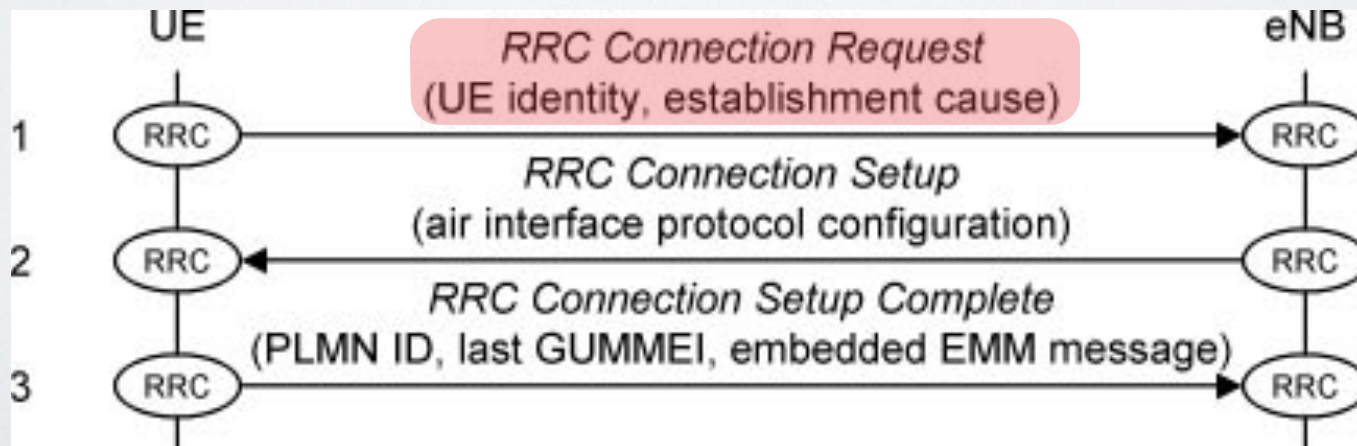 UE
eNB
RRC Connection Request
(UE identity, establishment cause)
1
RRC
RRC
RRC Connection Setup
(air interface protocol configuration)
2
RRC
RRC
RRC Connection Setup Complete
(PLMN ID, last GUMMEI, embedded EMM message)
3
RRC
RRC